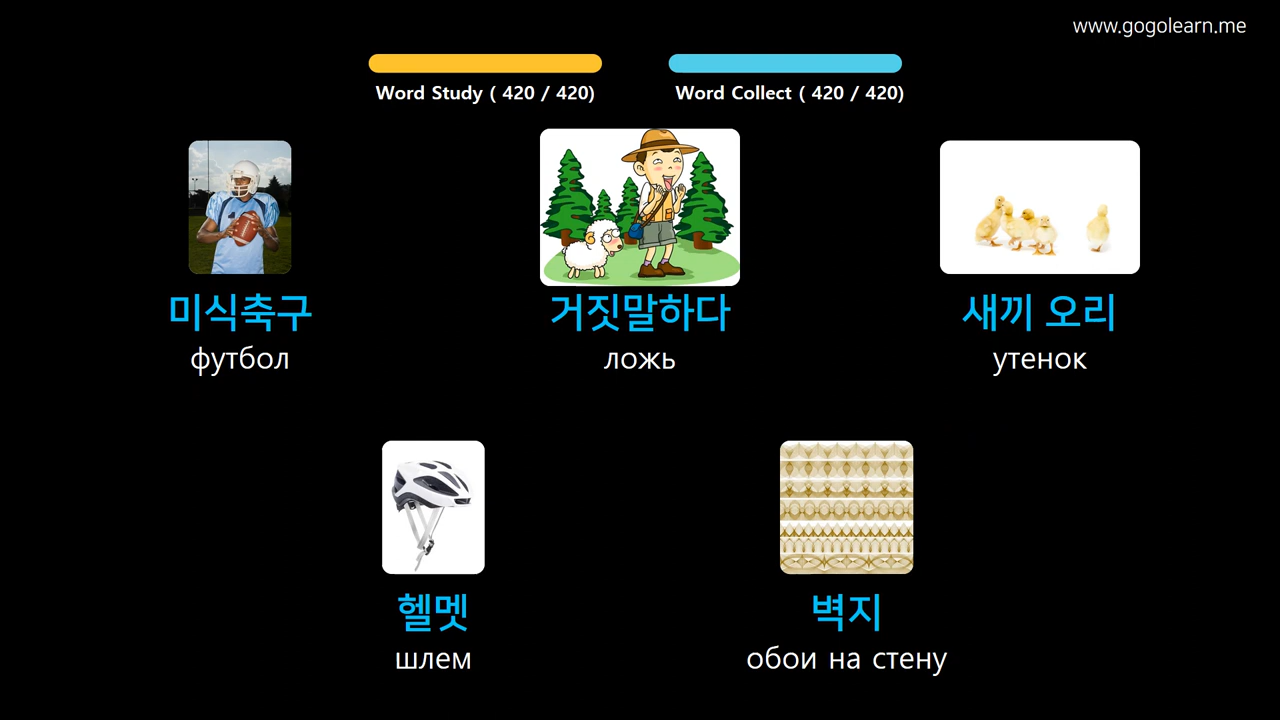 www.gogolearn.me
Word Study ( 420 / 420)
Word Collect ( 420 / 420)
미식축구
футбол
거짓말하다
ложь
새끼 오리
утенок
헬멧
шлем
벽지
обои на стену